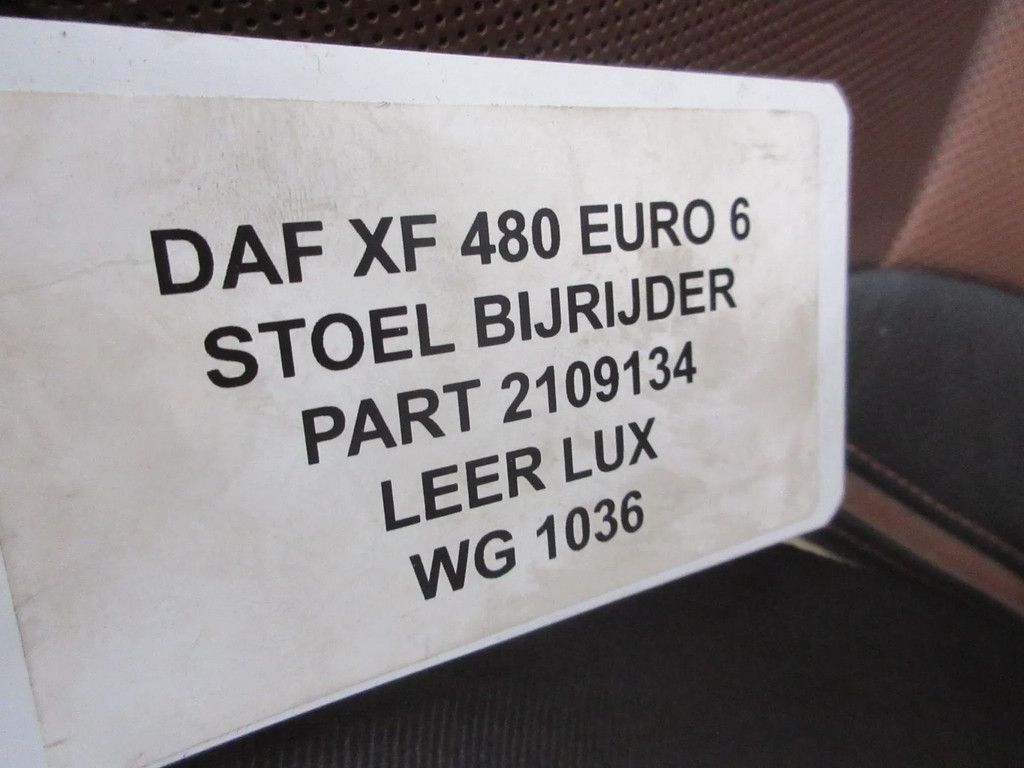 DAF XF 480 EURO 6
STOEL BIJRIJDER
PART 2109134
LEER LUX
WG 1036